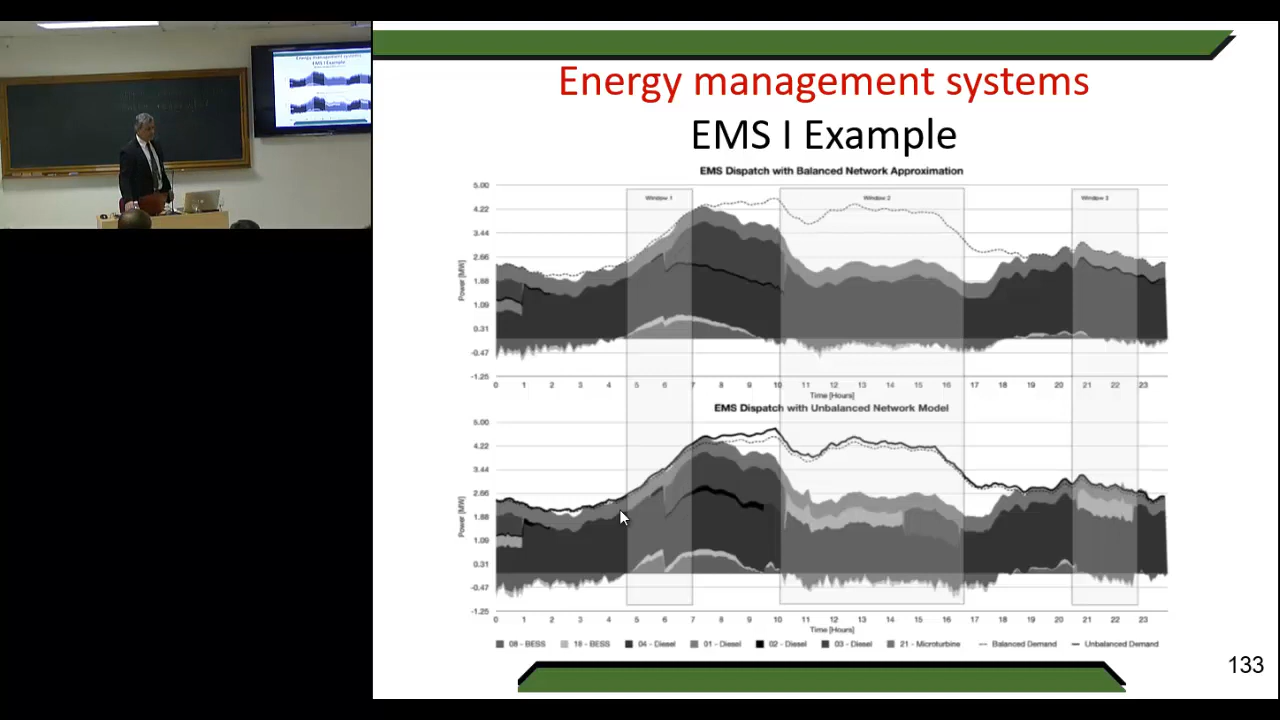 Energy management systems
EMS I Example
EMS Dispatch with Balanced Network Approximation
Window 1
Window 2
Window 3
Power [MW]
5.00
4.22
3.44
2.66
1.88
1.09
0.31
-0.47
-1.25
0 1 2 3 4 5 6 7 8 9 10 11 12 13 14 15 16 17 18 19 20 21 22 23
Time [Hours]
EMS Dispatch with Unbalanced Network Model
Power [MW]
5.00
4.22
3.44
2.66
1.88
1.09
0.31
-0.47
-1.25
0 1 2 3 4 5 6 7 8 9 10 11 12 13 14 15 16 17 18 19 20 21 22 23
Time [Hours]
08 - BESS 18 - BESS 04 - Diesel 01 - Diesel 02 - Diesel 03 - Diesel 21 - Microturbine Balanced Demand Unbalanced Demand
133
Energy management systems
EMS I Example